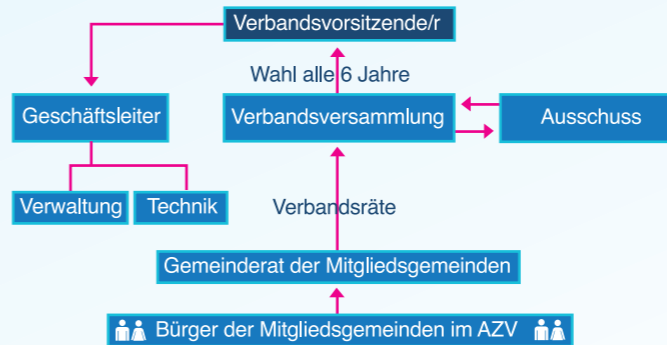 Verbandsvorsitzende/r
Wahl alle 6 Jahre
Geschäftsleiter
Verbandsversammlung
Ausschuss
Verwaltung
Technik
Verbandsräte
Gemeinderat der Mitgliedsgemeinden
Bürger der Mitgliedsgemeinden im AZV